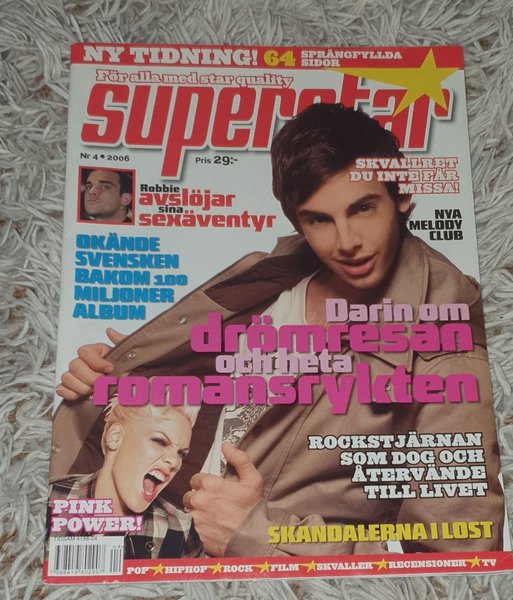 NY TIDNING! 64 SPRÄNGFYLLDA SIDOR
För alla med star quality
superstar
Nr 4 • 2006
Pris 29:-
SKVALLRET
DU INTE FÅR
MISSA!
Robbie
avslöjar
sina
sexäventyr
NYA
MELODY
CLUB
OKÄNDE
SVENSKEN
BAKOM 100
MILJONER
ALBUM
Darin om
drömresan
och heta
romansrykten
ROCKSTJÄRNAN
SOM DOG OCH
ÅTERVÄNDE
TILL LIVET
PINK
POWER!
SKANDALERNA I LOST
TIDSAM 4198-04
POP ★ HIPHOP ★ ROCK ★ FILM ★ SKVALLER ★ RECENSIONER ★ TV